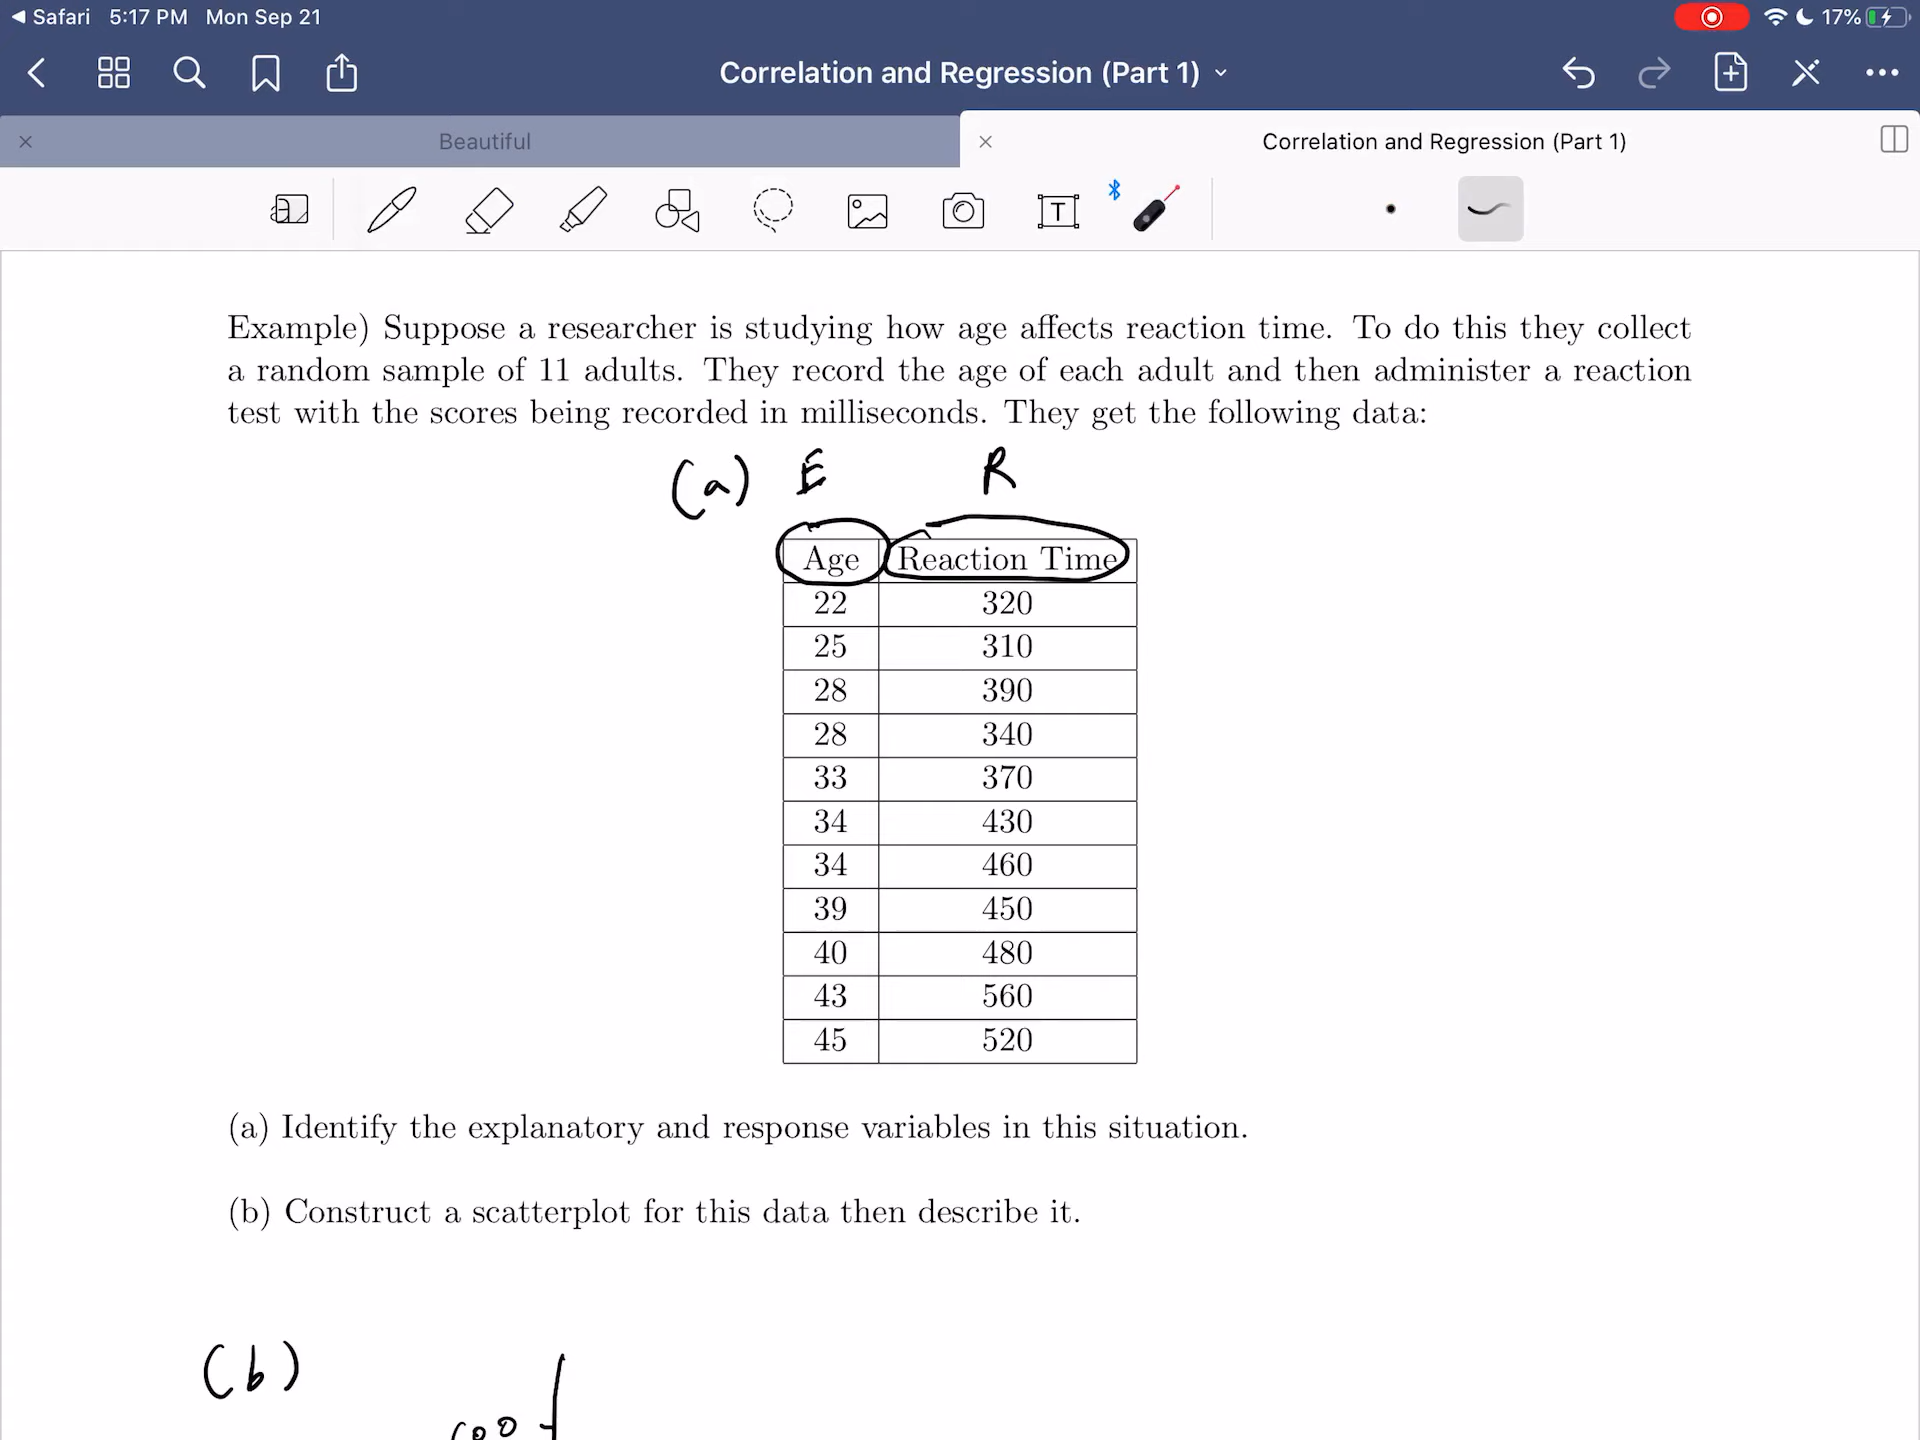 Safari 5:17 PM Mon Sep 21 17%
Correlation and Regression (Part 1)
Beautiful
Correlation and Regression (Part 1)
Example) Suppose a researcher is studying how age affects reaction time. To do this they collect
a random sample of 11 adults. They record the age of each adult and then administer a reaction
test with the scores being recorded in milliseconds. They get the following data:
(a) E R
Age Reaction Time
22 320
25 310
28 390
28 340
33 370
34 430
34 460
39 450
40 480
43 560
45 520
(a) Identify the explanatory and response variables in this situation.
(b) Construct a scatterplot for this data then describe it.
(b)